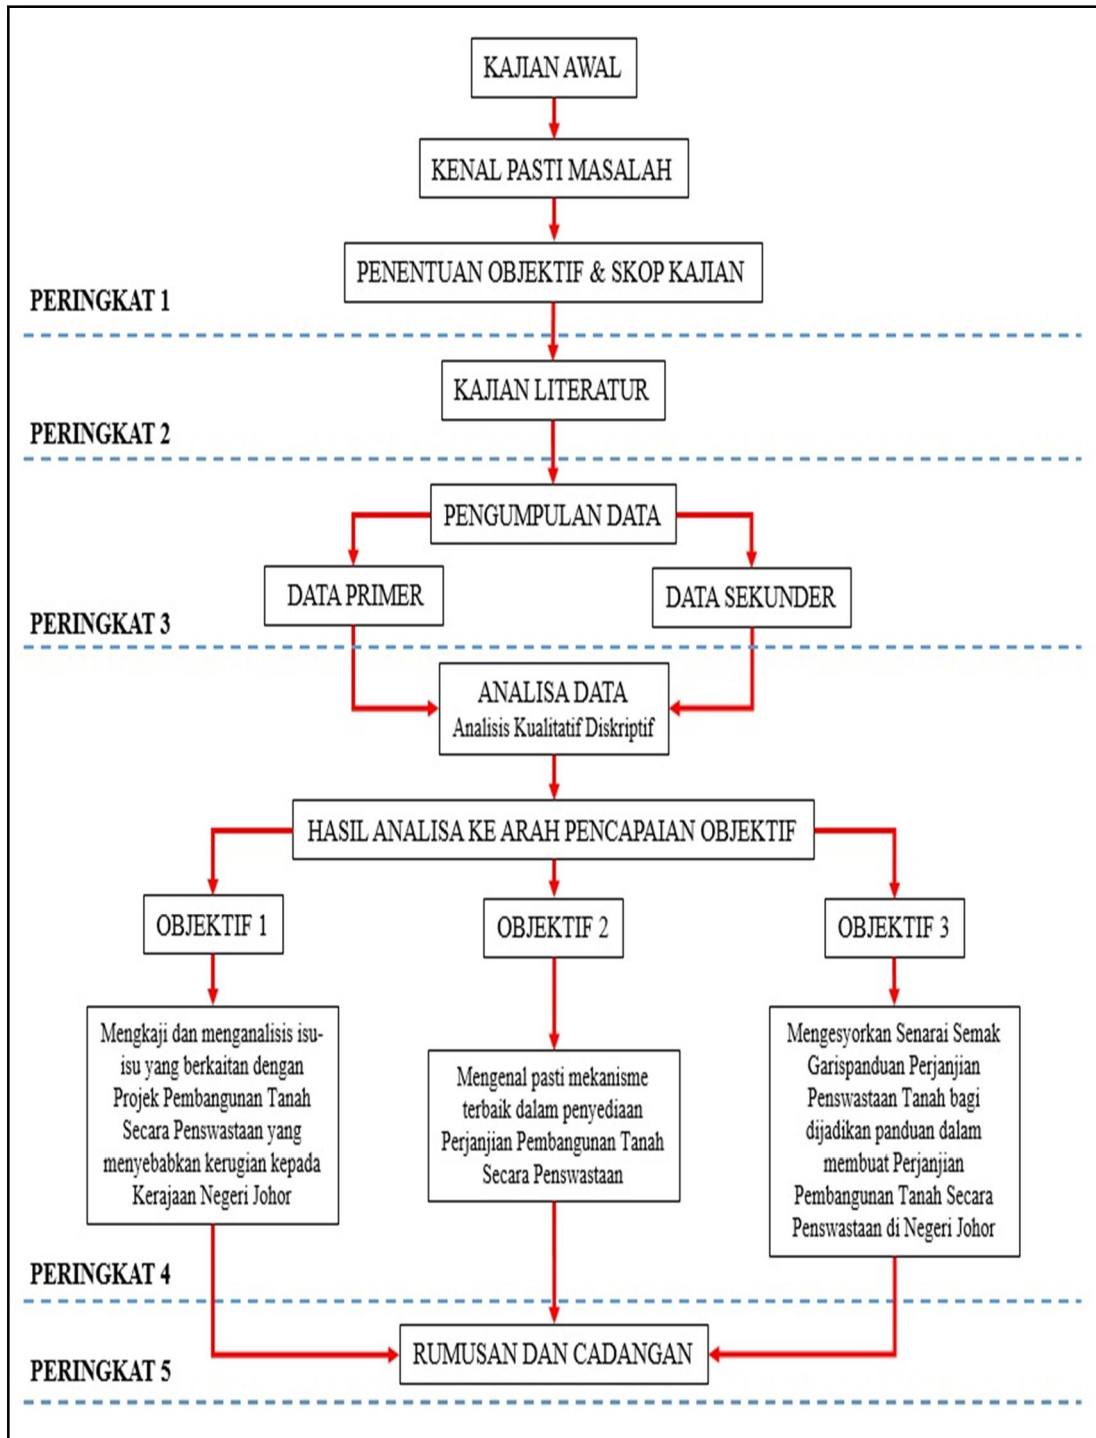 KAJIAN AWAL
KENAL PASTI MASALAH
PENENTUAN OBJEKTIF & SKOP KAJIAN
PERINGKAT 1
KAJIAN LITERATUR
PERINGKAT 2
PENGUMPULAN DATA
DATA PRIMER
DATA SEKUNDER
PERINGKAT 3
ANALISA DATA
Analisis Kualitatif Diskriptif
HASIL ANALISA KE ARAH PENCAPAIAN OBJEKTIF
OBJEKTIF 1
OBJEKTIF 2
OBJEKTIF 3
Mengkaji dan menganalisis isu-
isu yang berkaitan dengan
Projek Pembangunan Tanah
Secara Penswastaan yang
menyebabkan kerugian kepada
Kerajaan Negeri Johor
Mengenal pasti mekanisme
terbaik dalam penyediaan
Perjanjian Pembangunan Tanah
Secara Penswastaan
Mengesyorkan Senarai Semak
Garispanduan Perjanjian
Penswastaan Tanah bagi
dijadikan panduan dalam
membuat Perjanjian
Pembangunan Tanah Secara
Penswastaan di Negeri Johor
PERINGKAT 4
RUMUSAN DAN CADANGAN
PERINGKAT 5